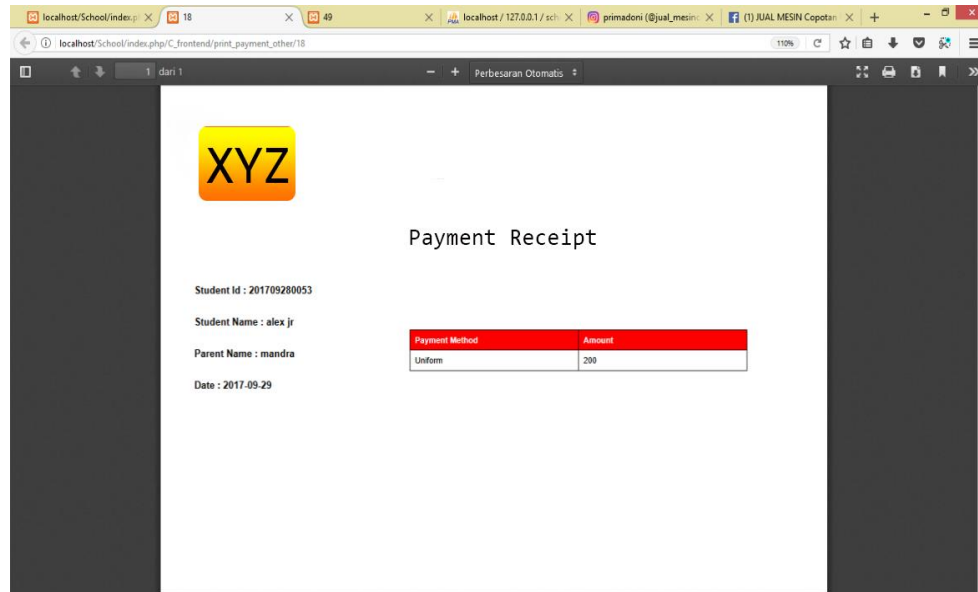 localhost/School/index.p
18
49
localhost / 127.0.0.1 / sch
primadoni (@jual_mesinc
(1) JUAL MESIN Copotan
localhost/School/index.php/C_frontend/print_payment_other/18
110%
1 dari 1
Perbesaran Otomatis
XYZ
Payment Receipt
Student Id : 201709280053
Student Name : alex jr
Parent Name : mandra
Date : 2017-09-29
Payment Method Amount
Uniform 200